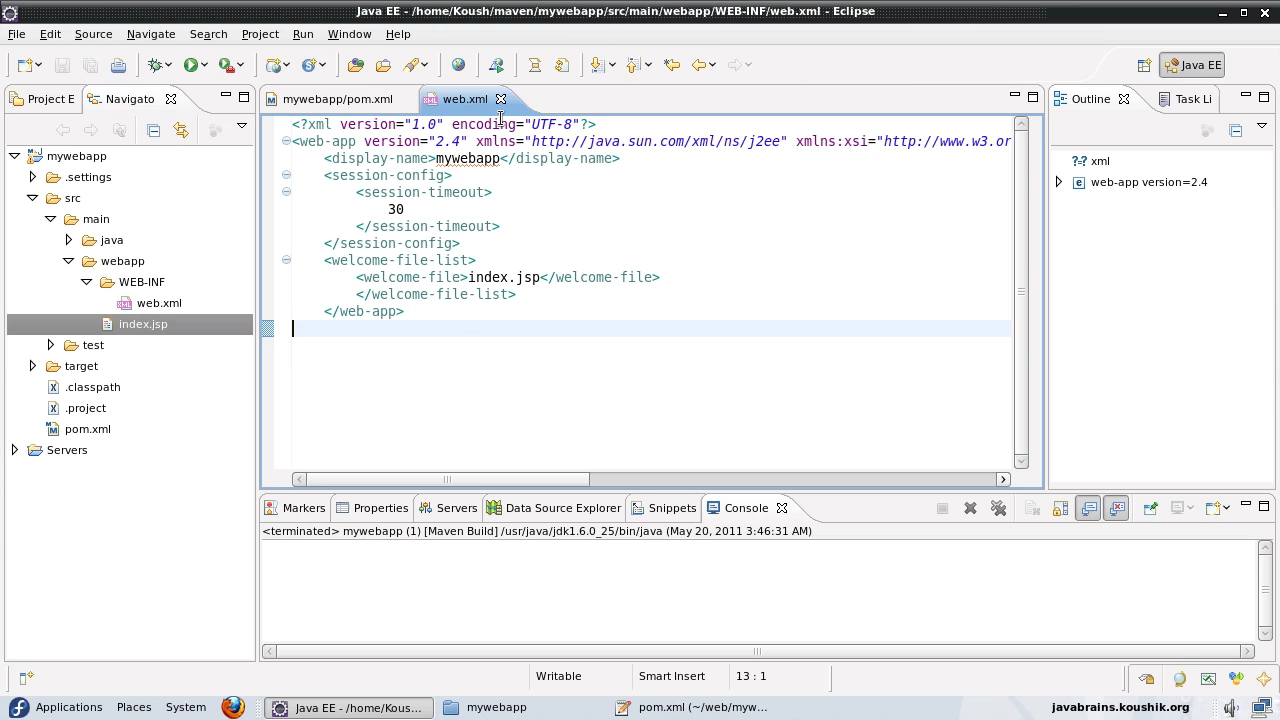 Java EE - /home/Koush/maven/mywebapp/src/main/webapp/WEB-INF/web.xml - Eclipse
File Edit Source Navigate Search Project Run Window Help
Java EE
Project E
Navigato
mywebapp
.settings
src
main
java
webapp
WEB-INF
web.xml
index.jsp
test
target
.classpath
.project
pom.xml
Servers
mywebapp/pom.xml
web.xml
<?xml version="1.0" encoding="UTF-8"?>
<web-app version="2.4" xmlns="http://java.sun.com/xml/ns/j2ee" xmlns:xsi="http://www.w3.or
<display-name>mywebapp</display-name>
<session-config>
<session-timeout>
30
</session-timeout>
</session-config>
<welcome-file-list>
<welcome-file>index.jsp</welcome-file>
</welcome-file-list>
</web-app>
Outline
Task Li
xml
web-app version=2.4
Markers Properties Servers Data Source Explorer Snippets Console
<terminated> mywebapp (1) [Maven Build] /usr/java/jdk1.6.0_25/bin/java (May 20, 2011 3:46:31 AM)
Writable Smart Insert 13 : 1
Applications Places System Java EE - /home/Kous... mywebapp pom.xml (~/web/myw... javabrains.koushik.org